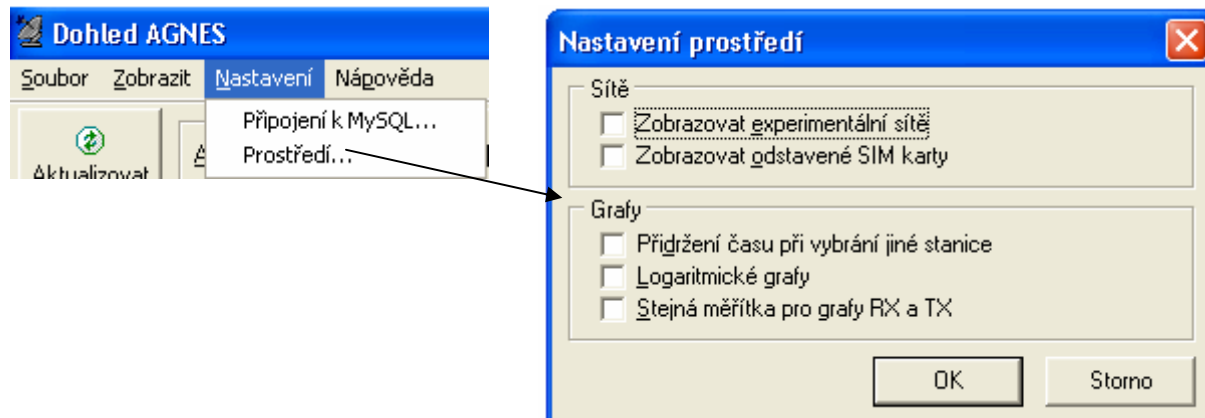 Dohled AGNES
Soubor Zobrazit Nastavení Nápověda
Připojení k MySQL...
Prostředí...
Aktualizovat
Nastavení prostředí
Sítě
Zobrazovat experimentální sítě
Zobrazovat odstavené SIM karty
Grafy
Přidržení času při vybrání jiné stanice
Logaritmické grafy
Stejná měřítka pro grafy RX a TX
OK Storno